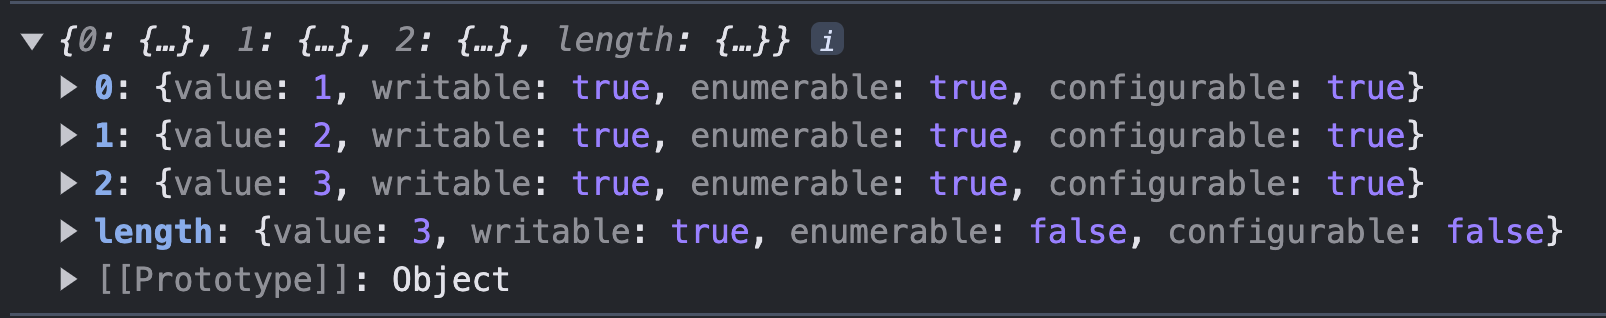 {0: {…}, 1: {…}, 2: {…}, length: {…}} i
0: {value: 1, writable: true, enumerable: true, configurable: true}
1: {value: 2, writable: true, enumerable: true, configurable: true}
2: {value: 3, writable: true, enumerable: true, configurable: true}
length: {value: 3, writable: true, enumerable: false, configurable: false}
[[Prototype]]: Object